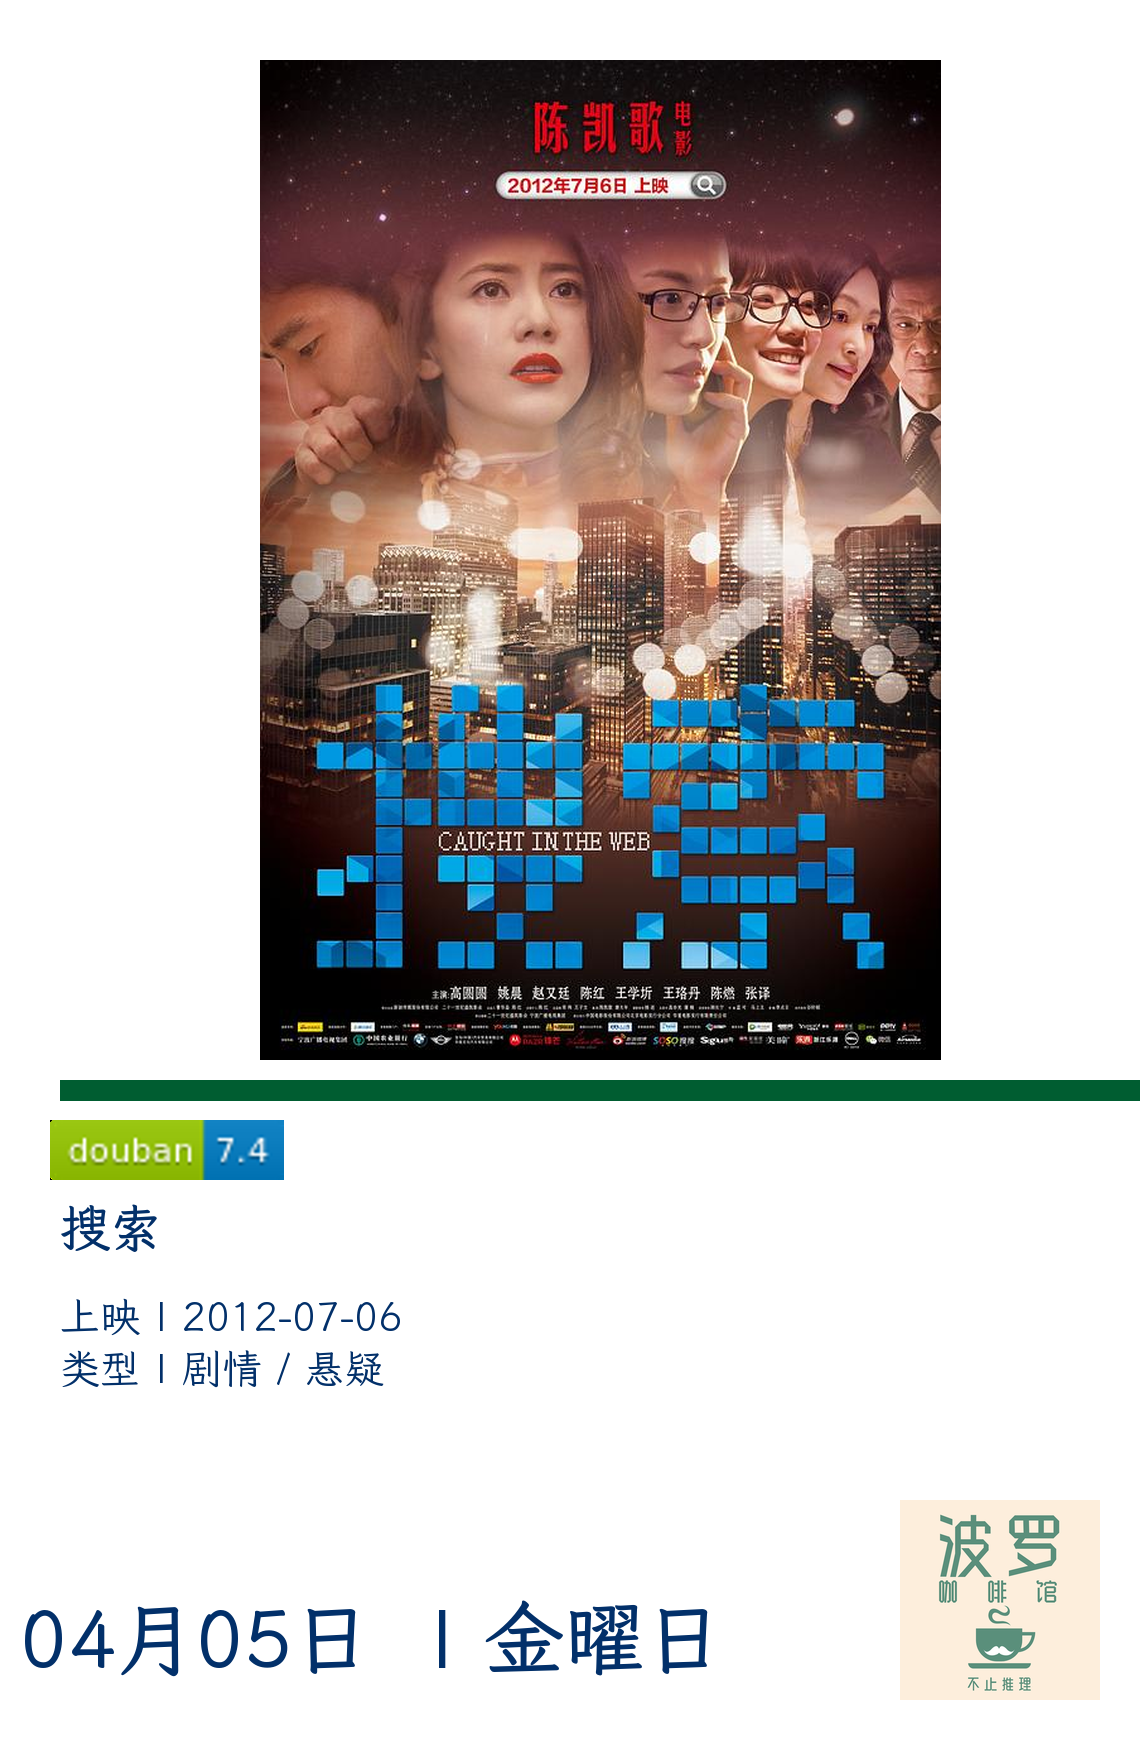 陈凯歌电影
2012年7月6日 上映
搜索
CAUGHT IN THE WEB
主演:高圆圆 姚晨 赵又廷 陈红 王学圻 王珞丹 陈燃 张译
douban 7.4
搜索
上映 | 2012-07-06
类型 | 剧情 / 悬疑
波罗
咖啡馆
不止推理
04月05日 | 金曜日